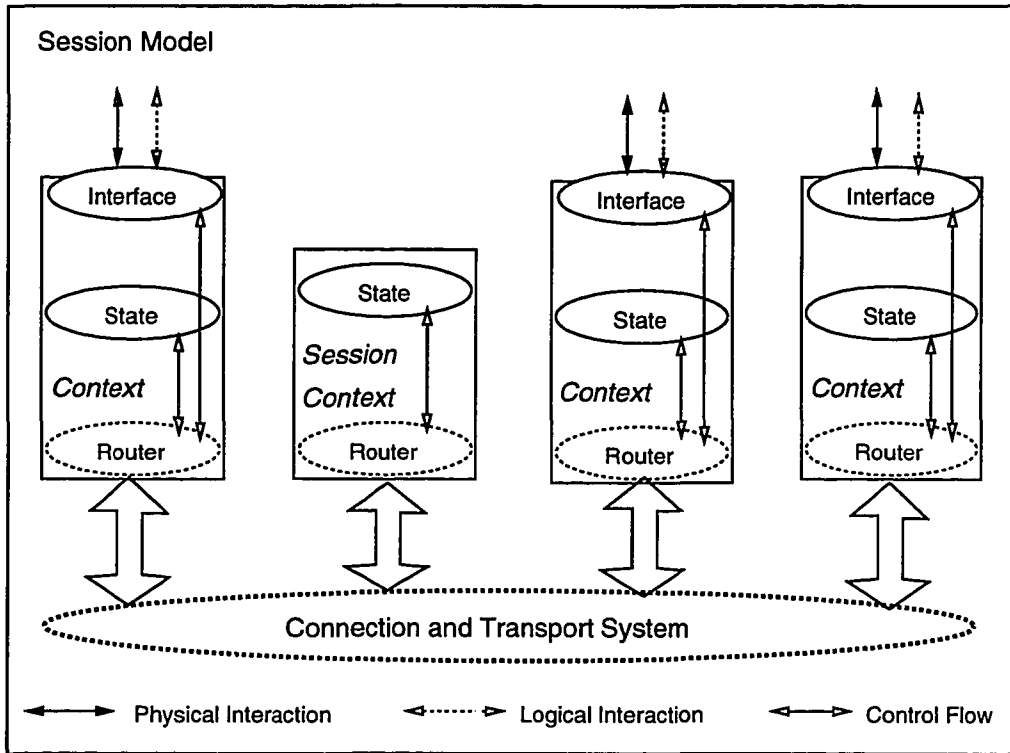 Session Model
Interface
State
Context
Router
State
Session
Context
Router
Interface
State
Context
Router
Interface
State
Context
Router
Connection and Transport System
Physical Interaction
Logical Interaction
Control Flow